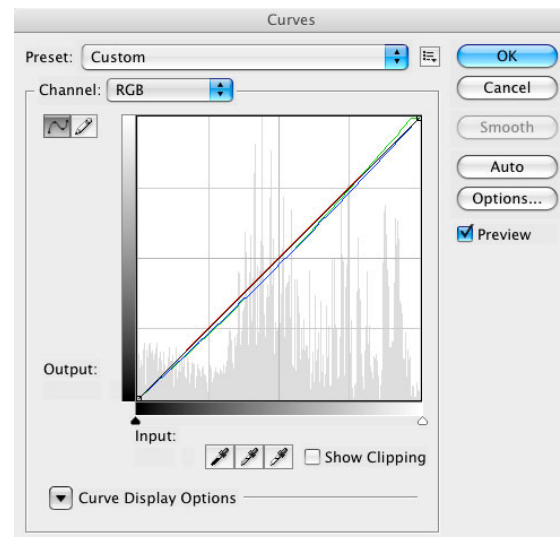 Curves
Preset: Custom
OK
Channel: RGB
Cancel
Smooth
Auto
Options...
Preview
Output:
Input:
Show Clipping
Curve Display Options